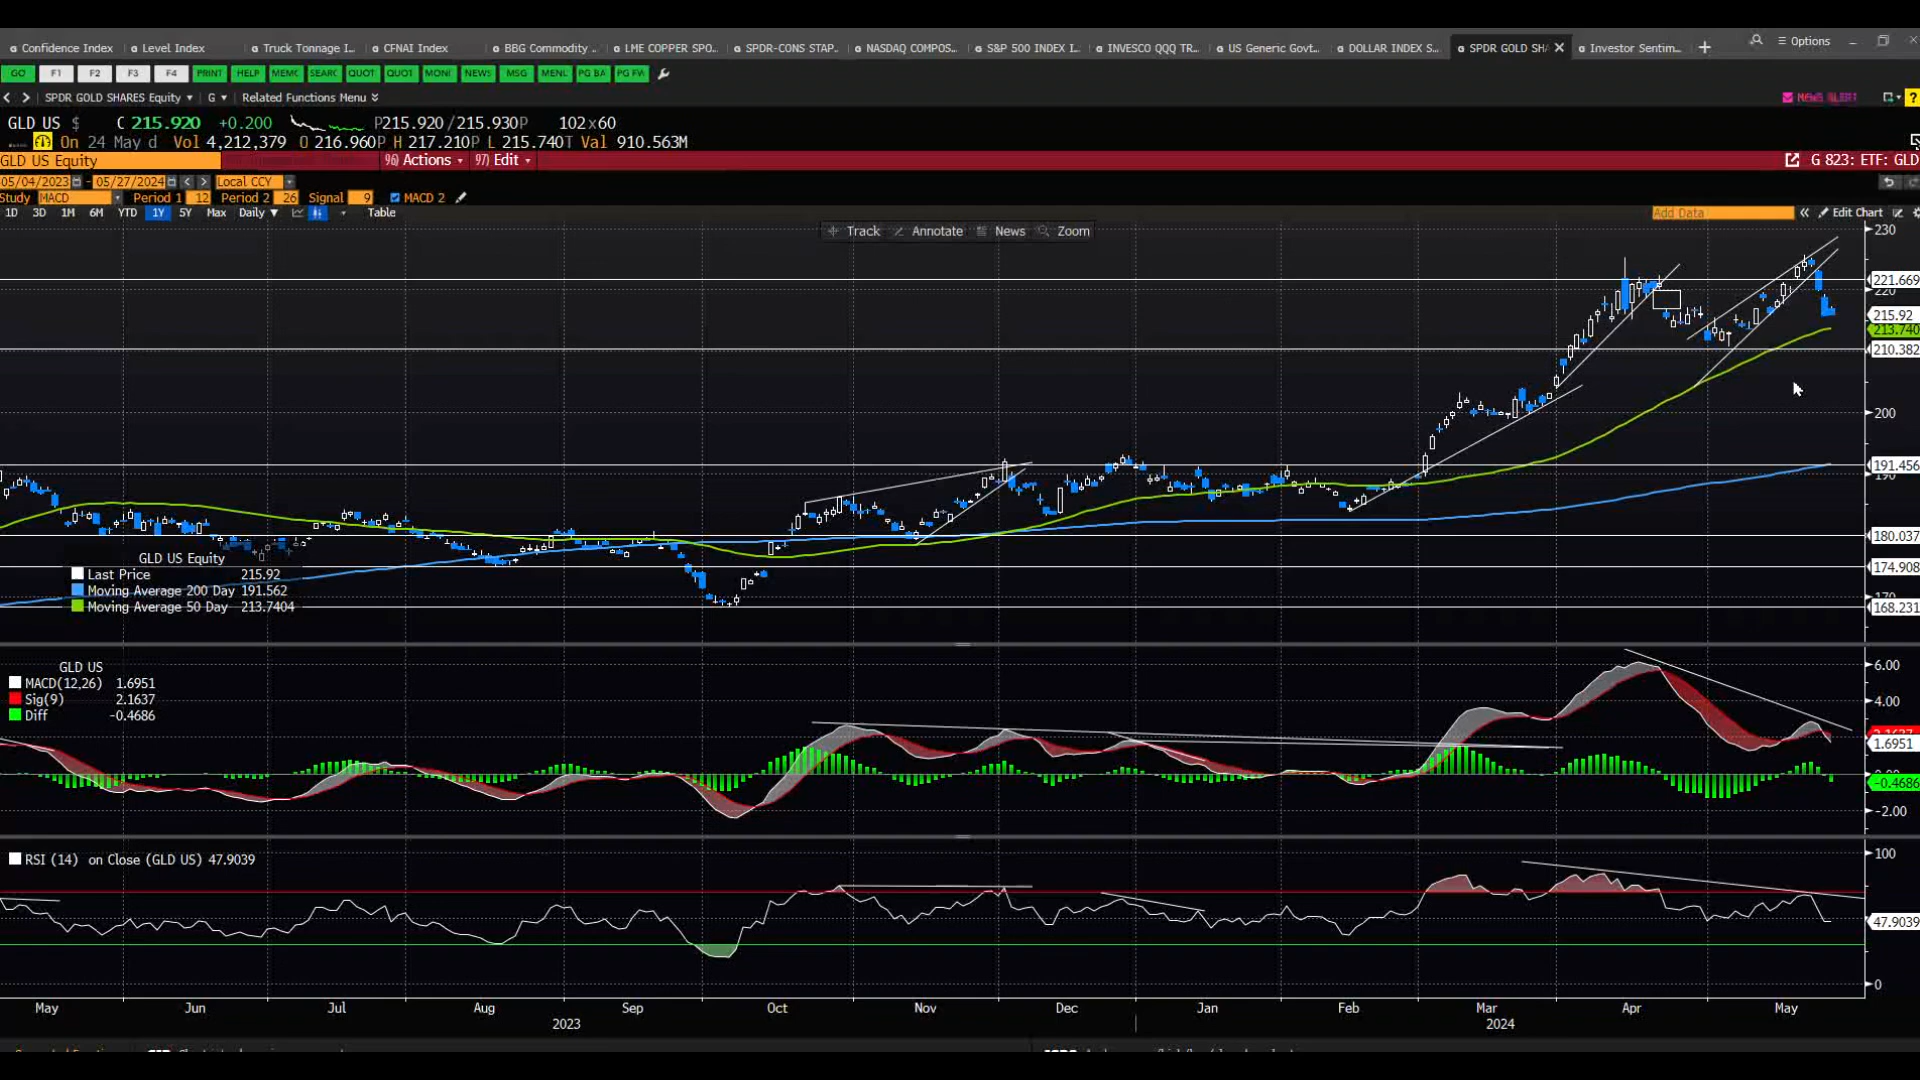 Confidence Index Level Index Truck Tonnage I... CFNAI Index BBG Commodity .. LME COPPER SPO... SPDR-CONS STAP... NASDAQ COMPOS... S&P 500 INDEX I... INVESCO QQQ TR... US Generic Govt... DOLLAR INDEX S... SPDR GOLD SH Investor Sentim... + Options
GO F1 F2 F3 F4 PRINT HELP MEMO SEARC QUOT QUOT MONI NEWS MSG MENU PG BA PG FW
SPDR GOLD SHARES Equity G Related Functions Menu NEWS ALERT ?
GLD US $ C 215.920 +0.200 P215.920/215.930P 102x60
On 24 May d Vol 4,212,379 O 216.960P H 217.210P L 215.740T Val 910.563M
GLD US Equity 96) Actions 97) Edit G 823: ETF: GLD
05/04/2023 - 05/27/2024 Local CCY
Study MACD Period 1 12 Period 2 26 Signal 9 MACD 2
1D 3D 1M 6M YTD 1Y 5Y Max Daily Table Add Data Edit Chart
Track Annotate News Zoom
230
221.669
220
215.92
213.740
210.382
200
191.456
190
180.037
174.908
170
168.231
GLD US Equity
Last Price 215.92
Moving Average 200 Day 191.562
Moving Average 50 Day 213.7404
GLD US
MACD(12,26) 1.6951
Sig(9) 2.1637
Diff -0.4686
6.00
4.00
2.1637
1.6951
0.00
-0.4686
-2.00
RSI (14) on Close (GLD US) 47.9039
100
47.9039
0
May Jun Jul Aug Sep Oct Nov Dec Jan Feb Mar Apr May
2023 2024